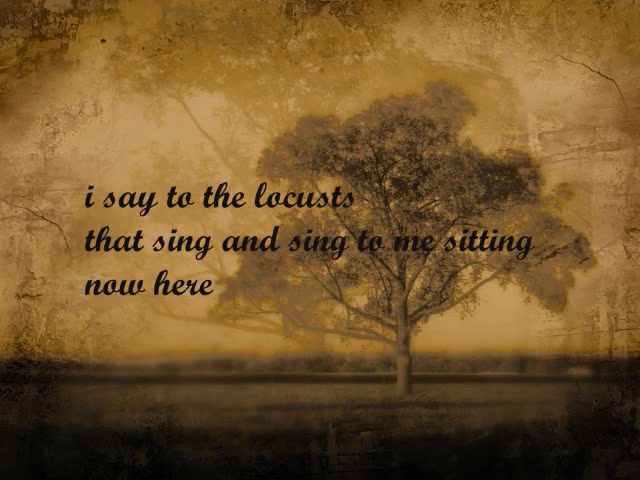 i say to the locusts
that sing and sing to me sitting
now here